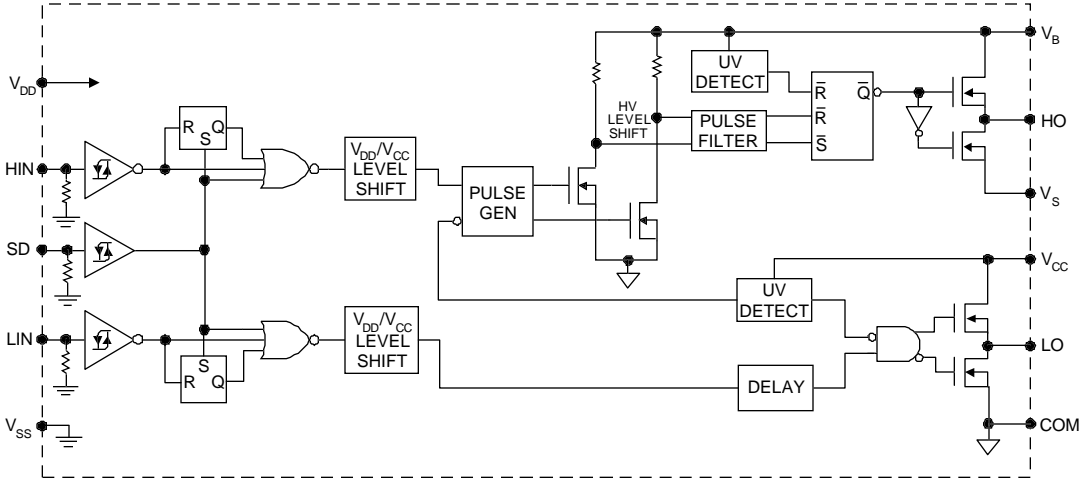 V_DD
HIN
SD
LIN
V_SS
R S Q
R S Q
V_DD/V_CC
LEVEL
SHIFT
V_DD/V_CC
LEVEL
SHIFT
PULSE
GEN
HV
LEVEL
SHIFT
UV
DETECT
PULSE
FILTER
R̅
R̅
S̅
Q̅
UV
DETECT
DELAY
V_B
HO
V_S
V_CC
LO
COM